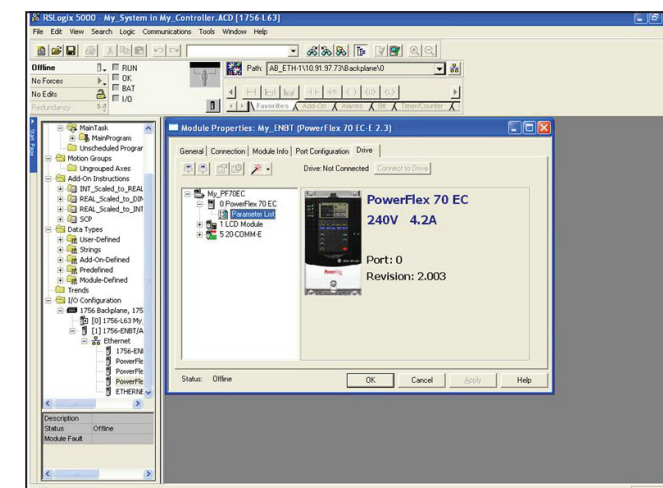 RSLogix 5000 - My_System in My_Controller.ACD [1756-L63]
File Edit View Search Logic Communications Tools Window Help
Offline RUN
No Forces OK
No Edits
Redundancy I/O
Path: AB_ETH-1\10.91.97.73\Backplane\0
Favorites Add-On Alarms Bit Timer/Counter
Start Page
MainTask
MainProgram
Unscheduled Prograr
Motion Groups
Ungrouped Axes
Add-On Instructions
INT_Scaled_to_REAL
REAL_Scaled_to_DIN
REAL_Scaled_to_INT
SCP
Data Types
User-Defined
Strings
Add-On-Defined
Predefined
Module-Defined
Trends
I/O Configuration
1756 Backplane, 175
[0] 1756-L63 My_
[1] 1756-ENBT/A
Ethernet
1756-ENI
PowerFle
PowerFle
PowerFle
ETHERNE
Description
Status Offline
Module Fault
Module Properties: My_ENBT (PowerFlex 70 EC-E 2.3)
General Connection Module Info Port Configuration Drive
Drive: Not Connected Connect to Drive
My_PF70EC
0 PowerFlex 70 EC
Parameter List
1 LCD Module
5 20-COMM-E
PowerFlex 70 EC
240V 4.2A
Port: 0
Revision: 2.003
Status: Offline
OK Cancel Apply Help